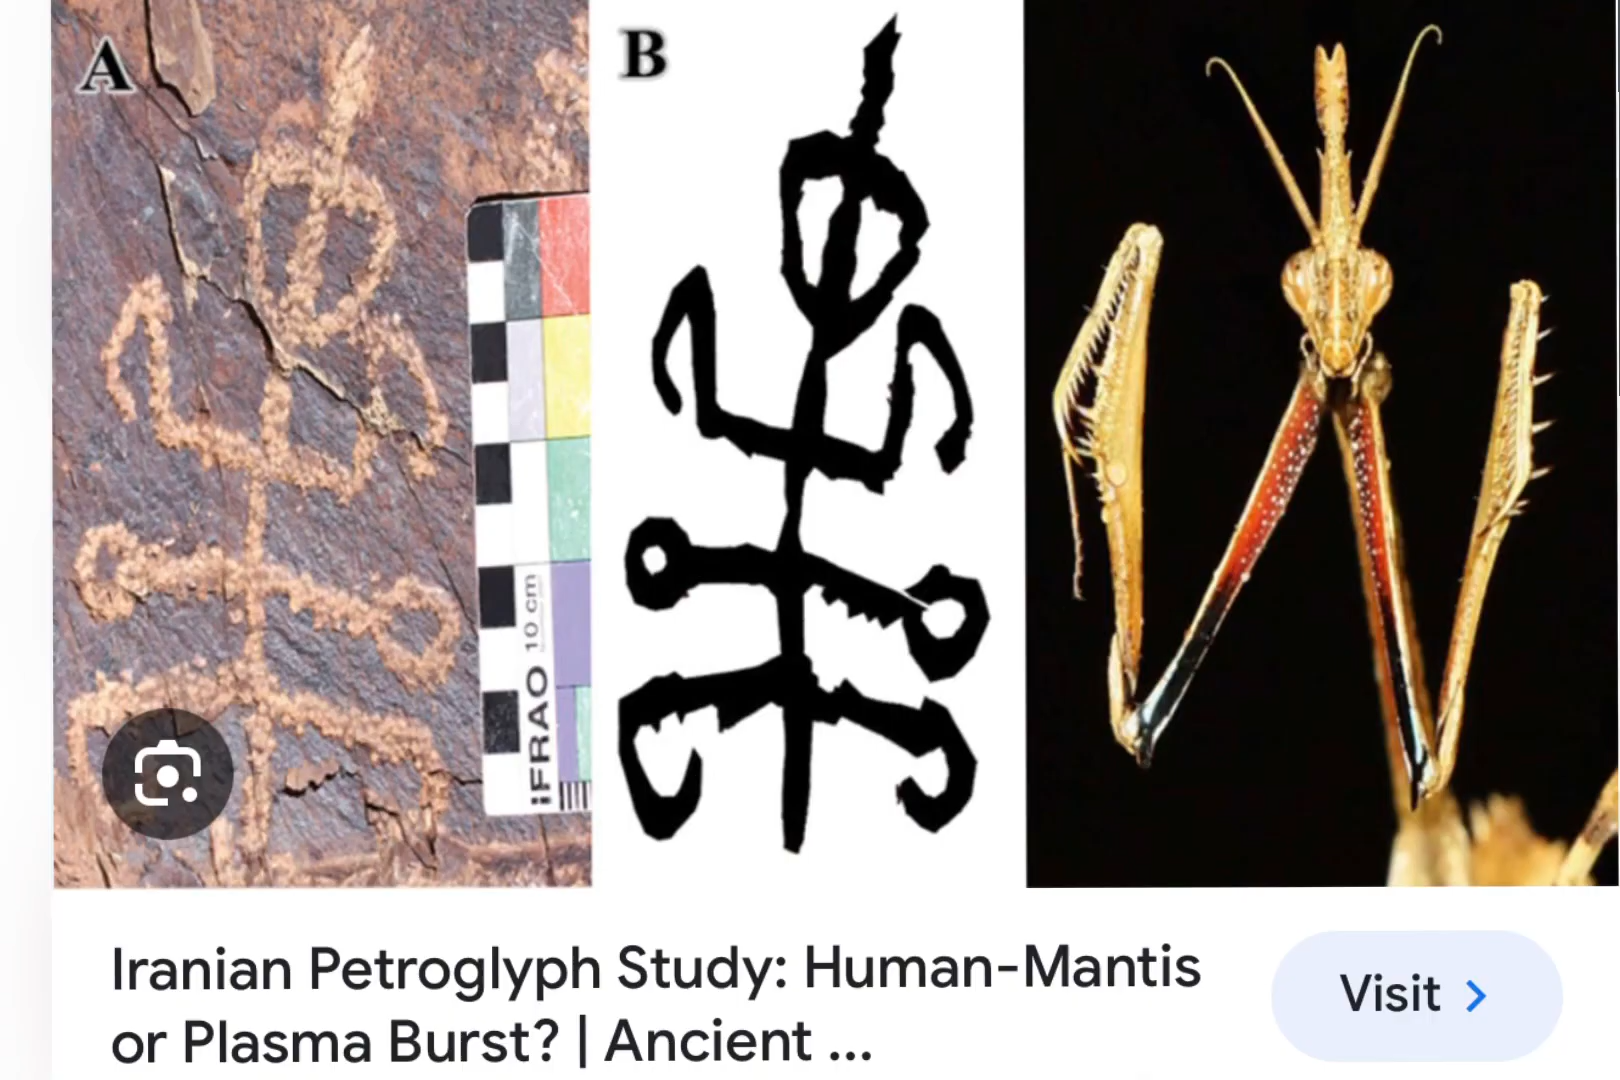 A
B
10 cm
IFRAO
Iranian Petroglyph Study: Human-Mantis
or Plasma Burst? | Ancient ...
Visit